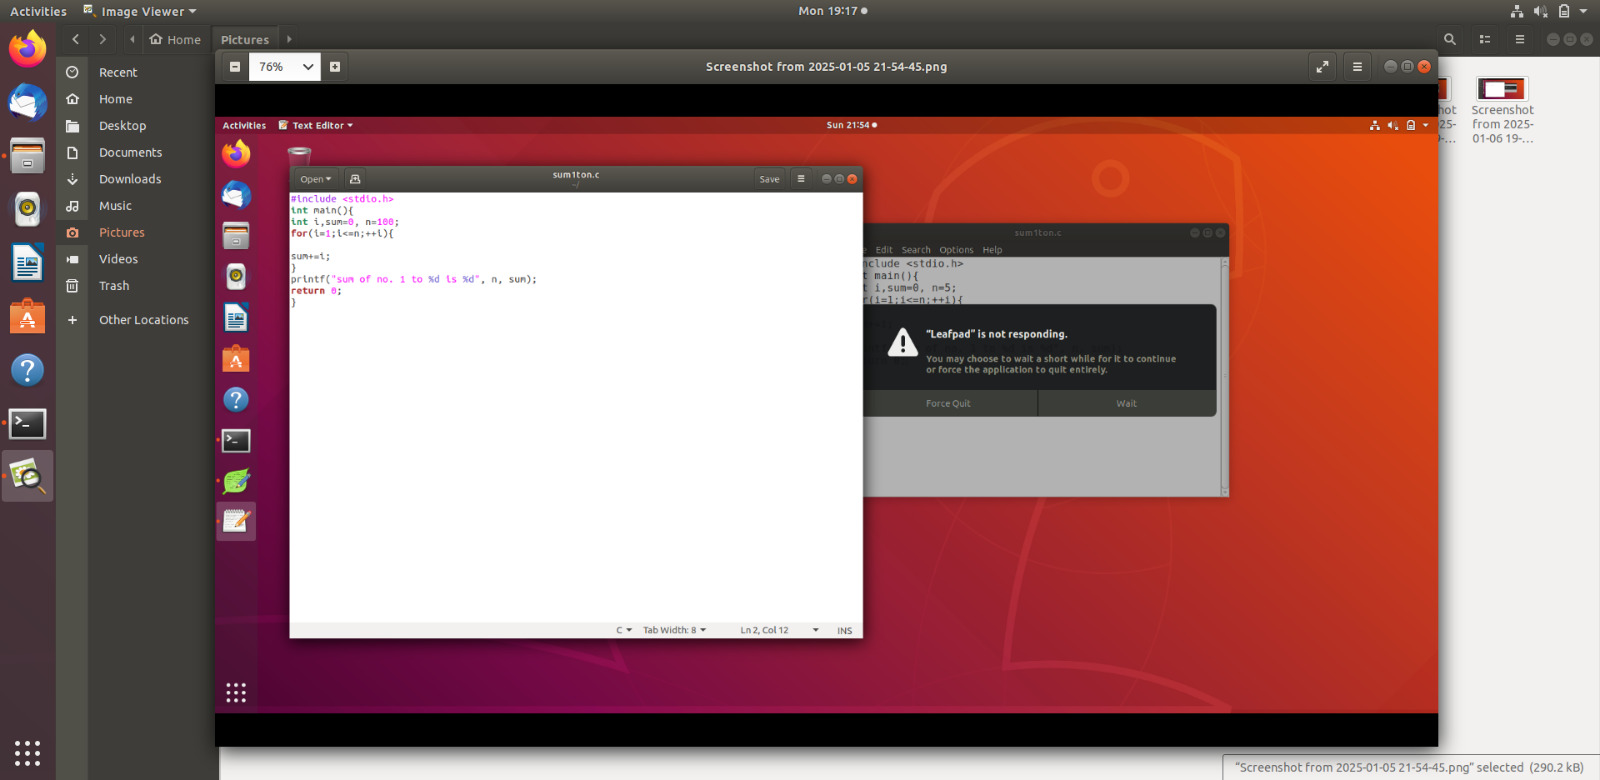 Activities
Image Viewer
Mon 19:17
Home
Pictures
76%
Screenshot from 2025-01-05 21-54-45.png
Recent
Home
Desktop
Documents
Downloads
Music
Pictures
Videos
Trash
+ Other Locations
Activities
Text Editor
Sun 21:54
Open
sum1ton.c
~/
Save
#include <stdio.h>
int main(){
int i,sum=0, n=100;
for(i=1;i<=n;++i){
sum+=i;
}
printf("sum of no. 1 to %d is %d", n, sum);
return 0;
}
C
Tab Width: 8
Ln 2, Col 12
INS
sum1ton.c
e Edit Search Options Help
nclude <stdio.h>
t main(){
t i,sum=0, n=5;
r(i=1;i<=n;++i){
“Leafpad” is not responding.
You may choose to wait a short while for it to continue
or force the application to quit entirely.
Force Quit
Wait
hot
25-
9-...
Screenshot
from 2025-
01-06 19-...
“Screenshot from 2025-01-05 21-54-45.png” selected (290.2 kB)